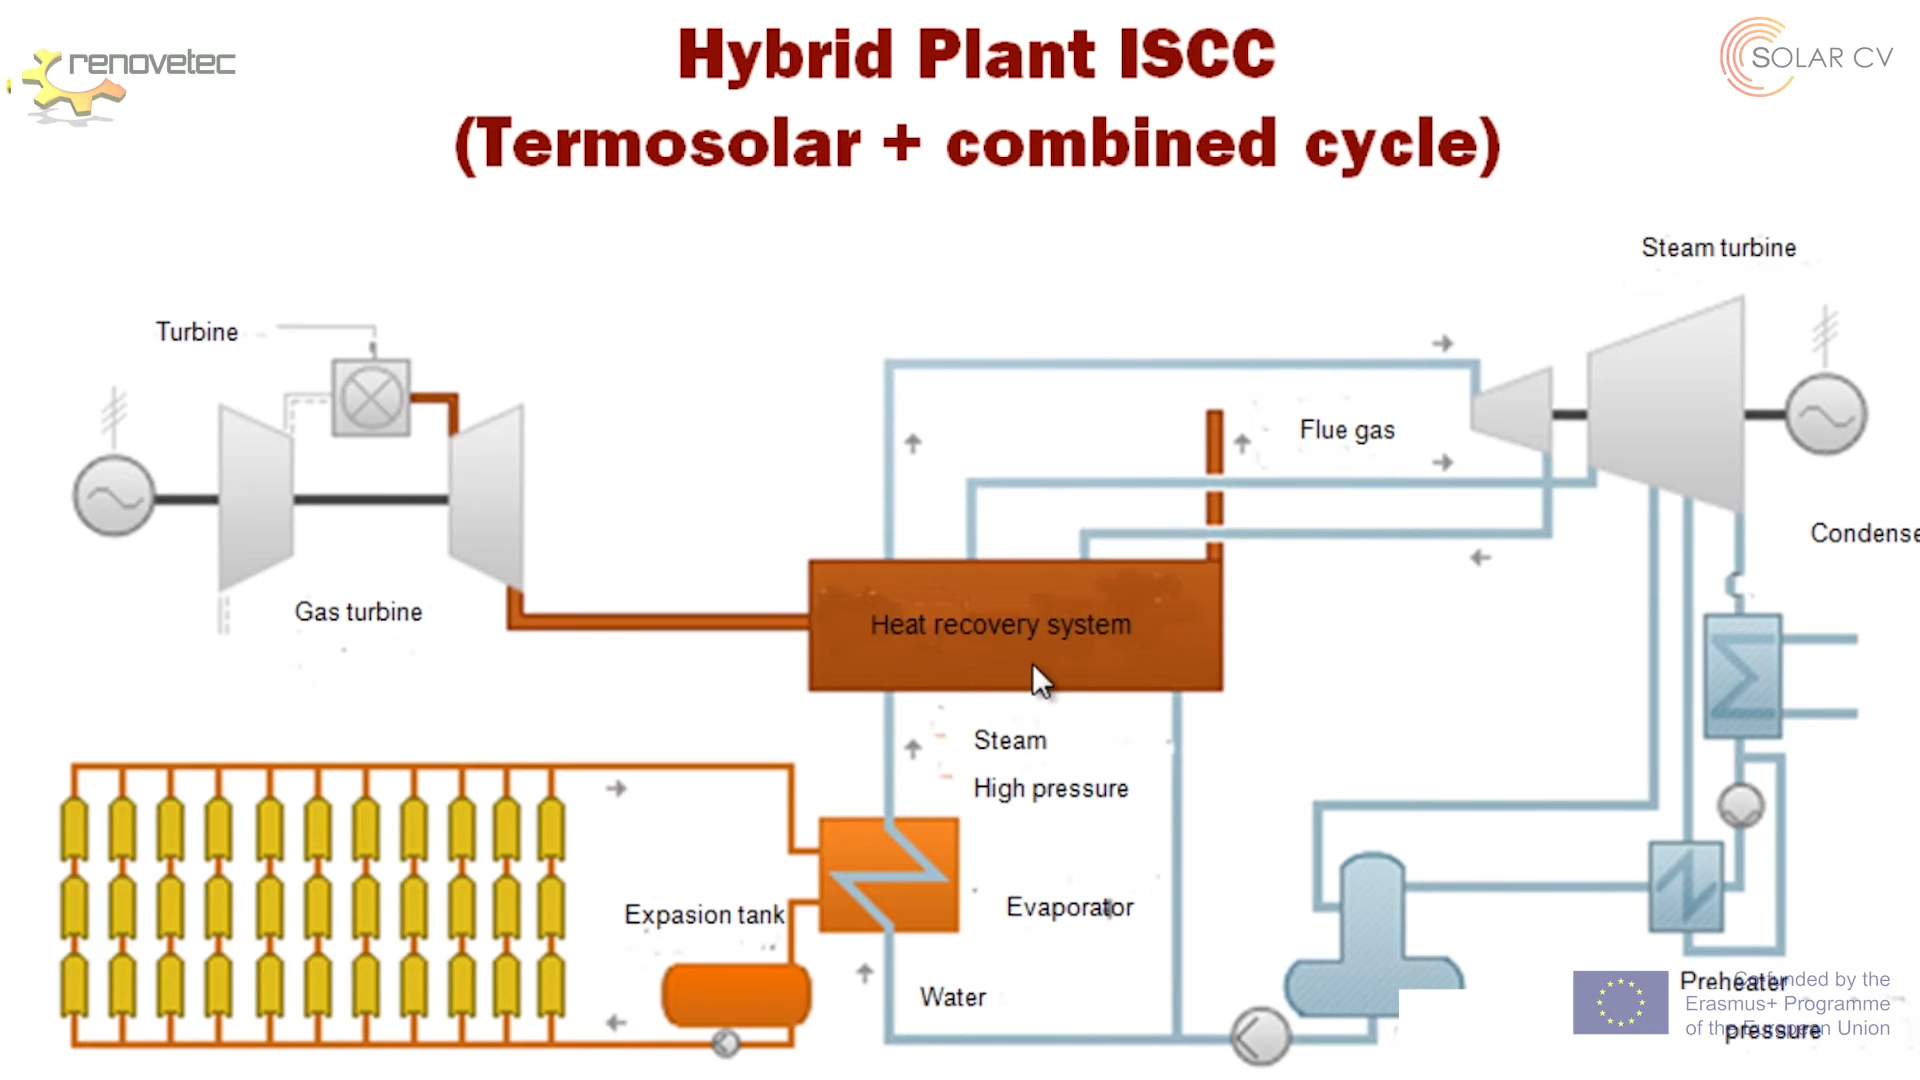 renovetec
Hybrid Plant ISCC
(Termosolar + combined cycle)
SOLAR CV
Steam turbine
Turbine
Flue gas
Condense
Gas turbine
Heat recovery system
Steam
High pressure
Evaporator
Expasion tank
Water
Preheater
pressure
Co-funded by the
Erasmus+ Programme
of the European Union